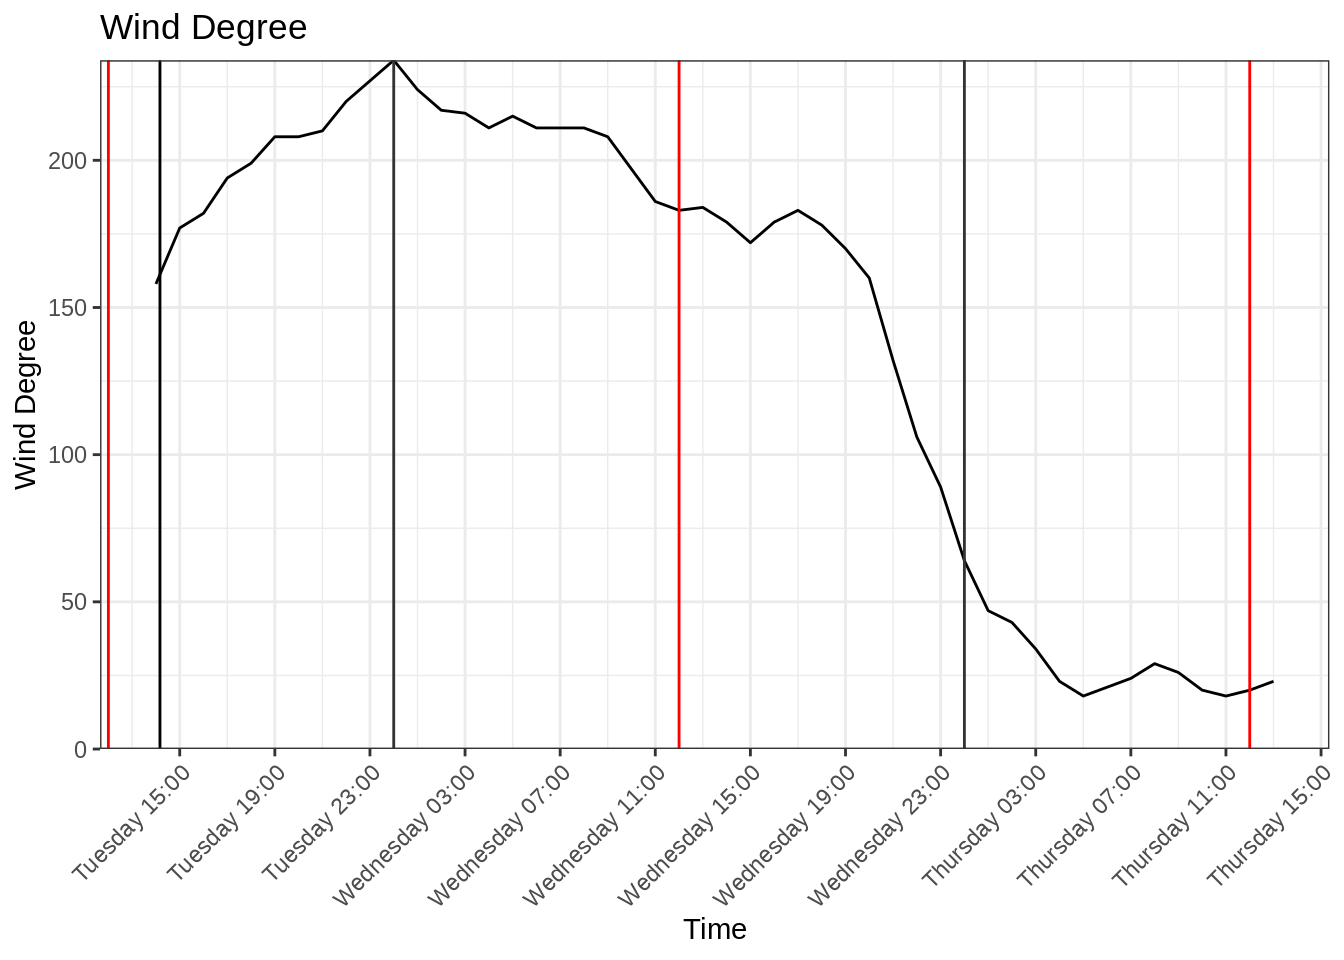 Wind Degree
Wind Degree
200
150
100
50
0
Tuesday 15:00
Tuesday 19:00
Tuesday 23:00
Wednesday 03:00
Wednesday 07:00
Wednesday 11:00
Wednesday 15:00
Wednesday 19:00
Wednesday 23:00
Thursday 03:00
Thursday 07:00
Thursday 11:00
Thursday 15:00
Time